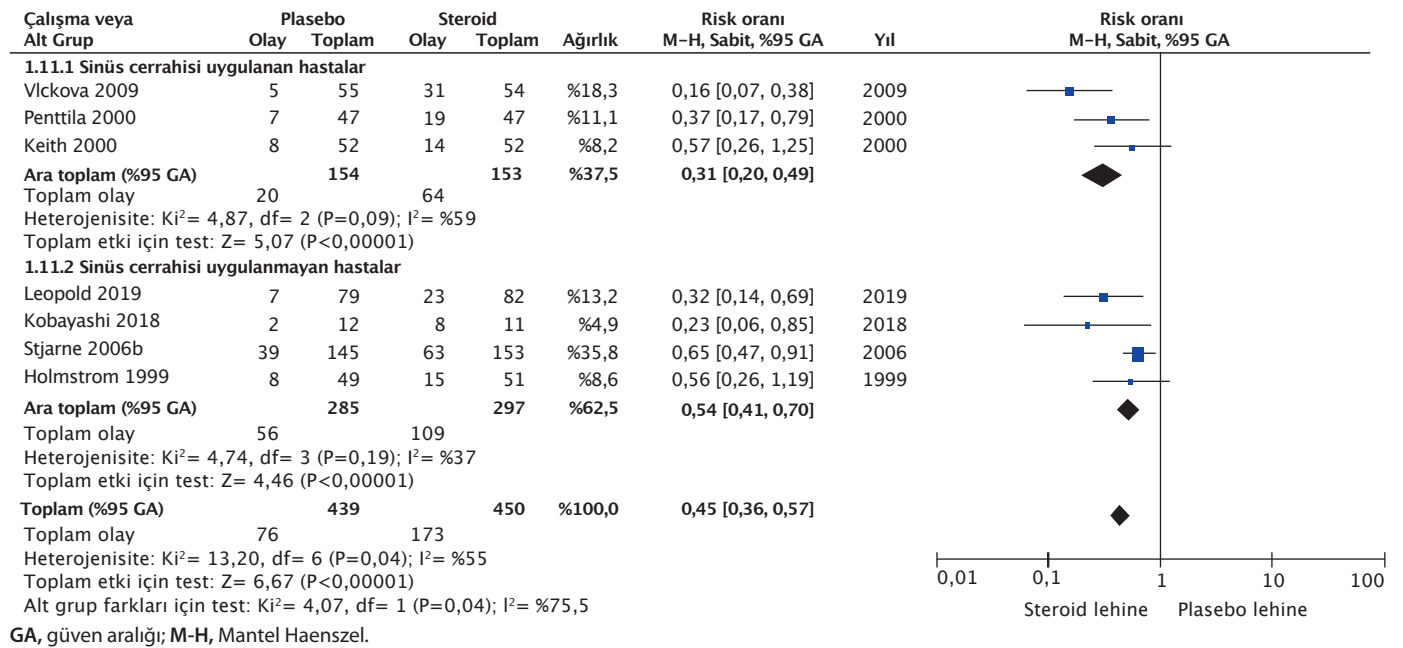 Çalışma veya Plasebo Steroid Risk oranı Risk oranı
Alt Grup Olay Toplam Olay Toplam Ağırlık M-H, Sabit, %95 GA Yıl M-H, Sabit, %95 GA
1.11.1 Sinüs cerrahisi uygulanan hastalar
Vlckova 2009 5 55 31 54 %18,3 0,16 [0,07, 0,38] 2009
Penttila 2000 7 47 19 47 %11,1 0,37 [0,17, 0,79] 2000
Keith 2000 8 52 14 52 %8,2 0,57 [0,26, 1,25] 2000
Ara toplam (%95 GA) 154 153 %37,5 0,31 [0,20, 0,49]
Toplam olay 20 64
Heterojenisite: Ki²= 4,87, df= 2 (P=0,09); I²= %59
Toplam etki için test: Z= 5,07 (P<0,00001)
1.11.2 Sinüs cerrahisi uygulanmayan hastalar
Leopold 2019 7 79 23 82 %13,2 0,32 [0,14, 0,69] 2019
Kobayashi 2018 2 12 8 11 %4,9 0,23 [0,06, 0,85] 2018
Stjarne 2006b 39 145 63 153 %35,8 0,65 [0,47, 0,91] 2006
Holmstrom 1999 8 49 15 51 %8,6 0,56 [0,26, 1,19] 1999
Ara toplam (%95 GA) 285 297 %62,5 0,54 [0,41, 0,70]
Toplam olay 56 109
Heterojenisite: Ki²= 4,74, df= 3 (P=0,19); I²= %37
Toplam etki için test: Z= 4,46 (P<0,00001)
Toplam (%95 GA) 439 450 %100,0 0,45 [0,36, 0,57]
Toplam olay 76 173
Heterojenisite: Ki²= 13,20, df= 6 (P=0,04); I²= %55
Toplam etki için test: Z= 6,67 (P<0,00001)
Alt grup farkları için test: Ki²= 4,07, df= 1 (P=0,04); I²= %75,5
0,01 0,1 1 10 100
Steroid lehine Plasebo lehine
GA, güven aralığı; M-H, Mantel Haenszel.